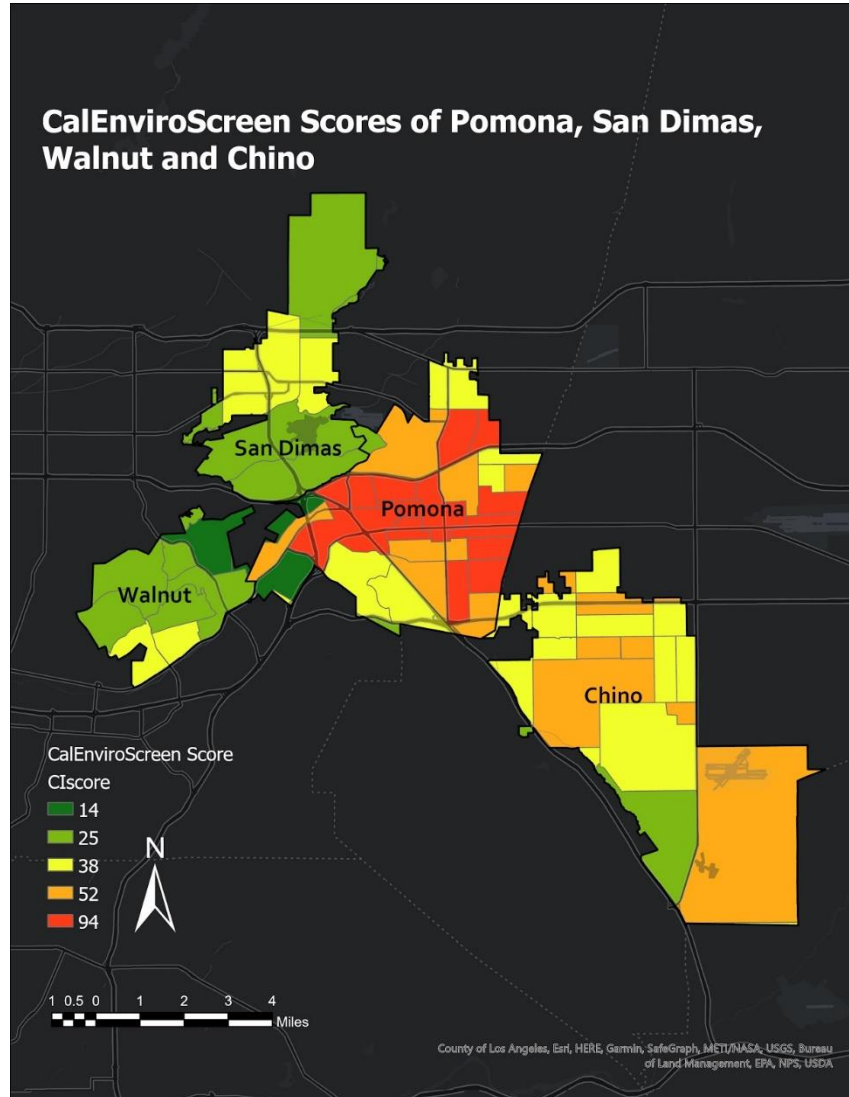 CalEnviroScreen Scores of Pomona, San Dimas,
Walnut and Chino
San Dimas
Pomona
Walnut
Chino
CalEnviroScreen Score
CIscore
14
25
38
52
94
N
1 0.5 0 1 2 3 4
Miles
County of Los Angeles, Esri, HERE, Garmin, SafeGraph, METI/NASA, USGS, Bureau
of Land Management, EPA, NPS, USDA